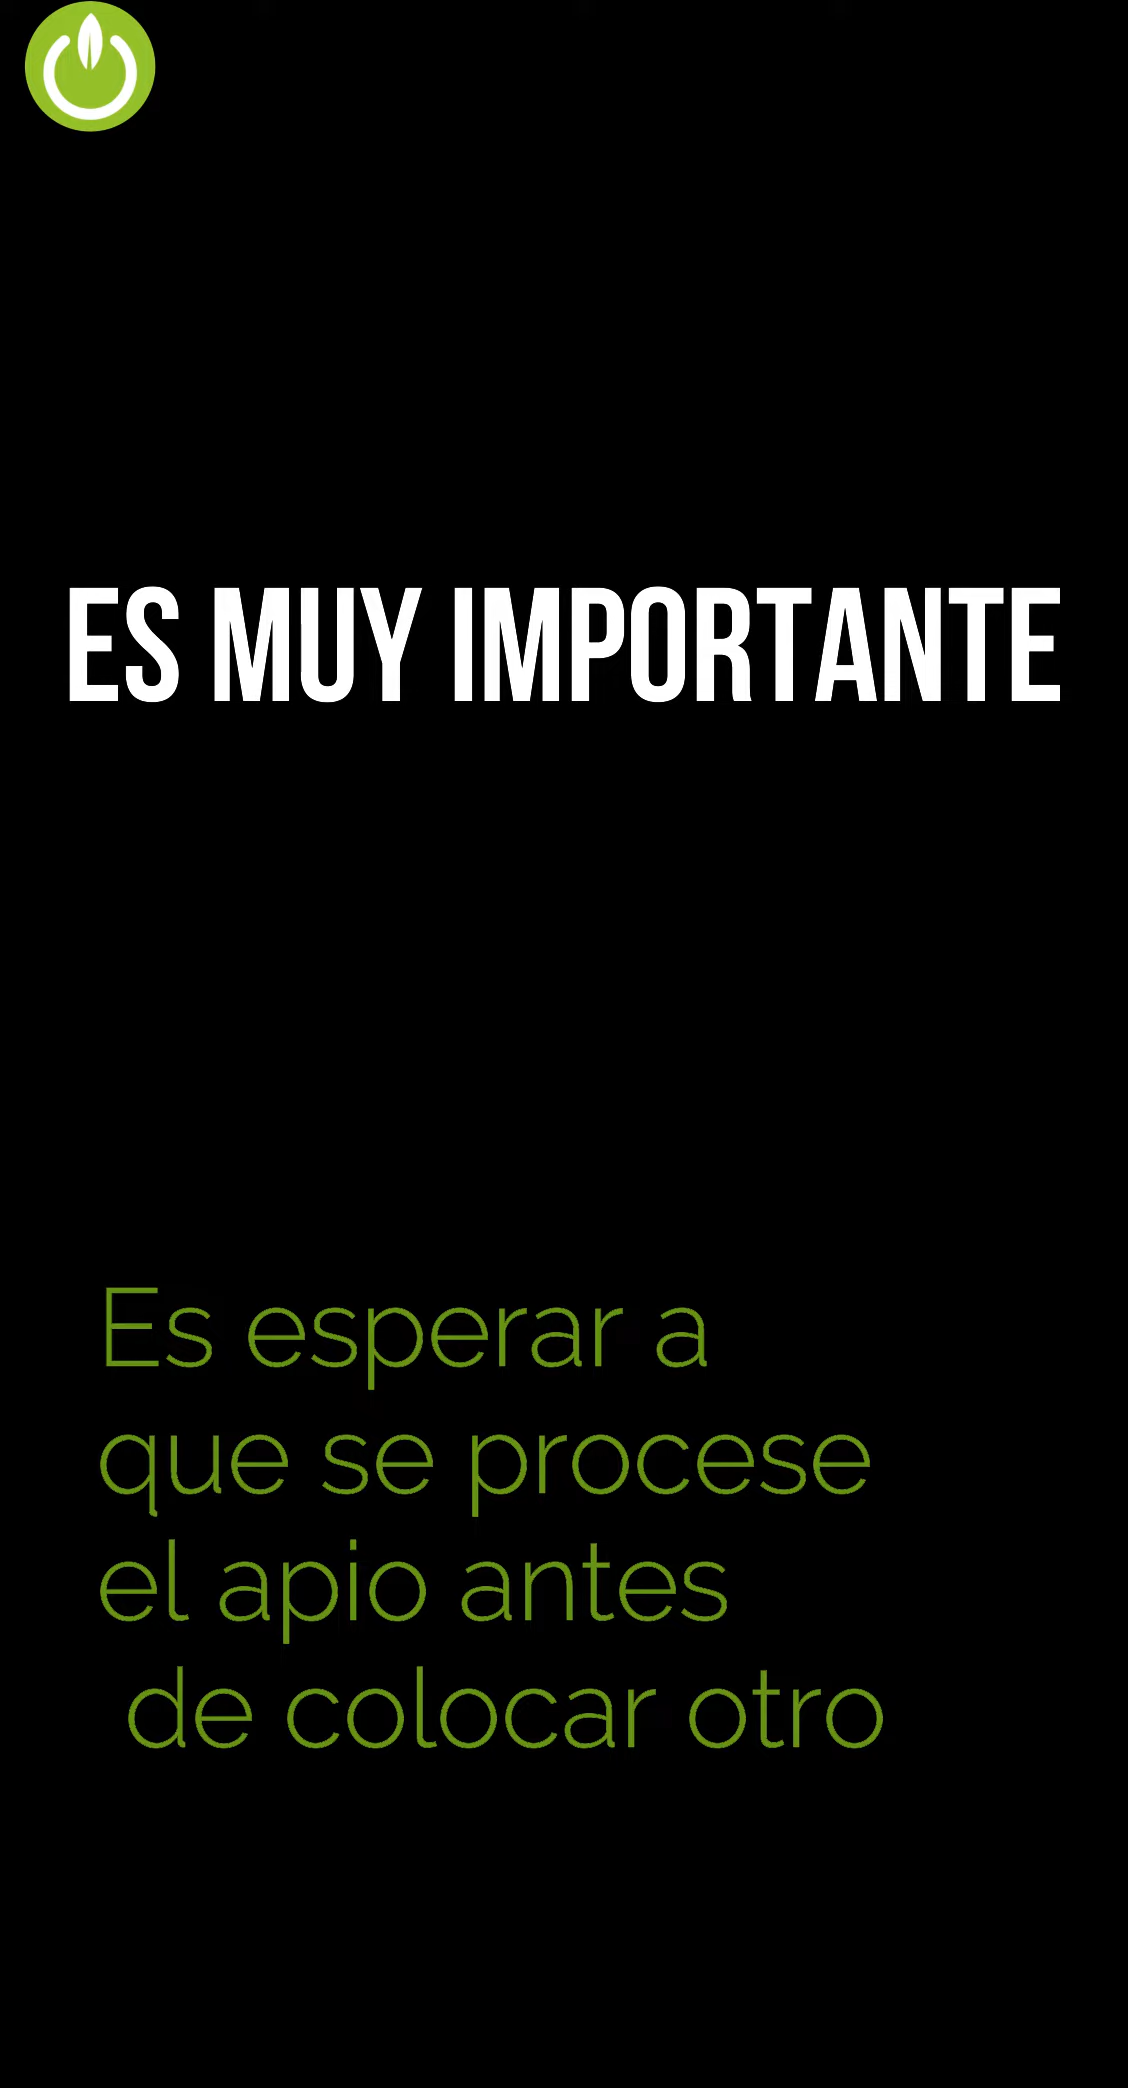 ES MUY IMPORTANTE
Es esperar a
que se procese
el apio antes
de colocar otro